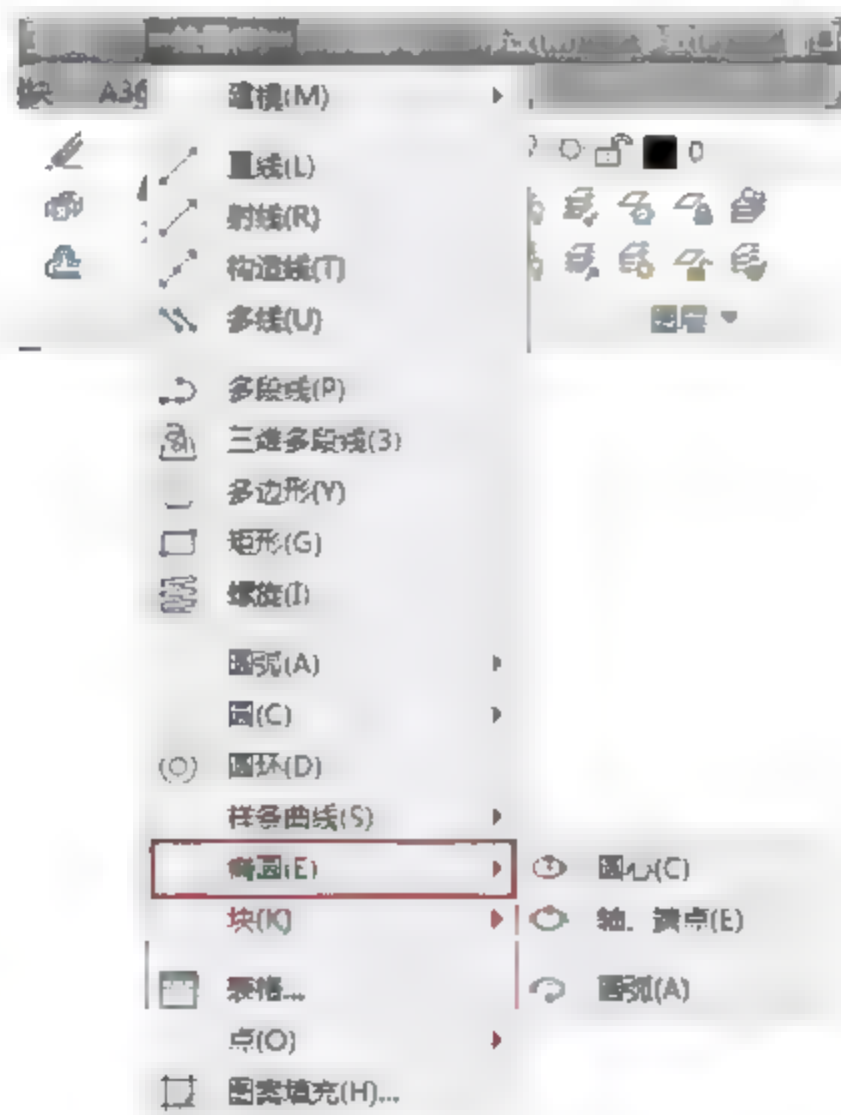 块
建模(M)
直线(L)
射线(R)
构造线(T)
多线(U)
0
多段线(P)
三维多段线(3)
多边形(Y)
矩形(G)
螺旋(I)
圆弧(A)
圆(C)
圆环(D)
样条曲线(S)
椭圆(E)
圆心(C)
块(K)
轴、端点(E)
表格...
圆弧(A)
点(O)
图案填充(H)...